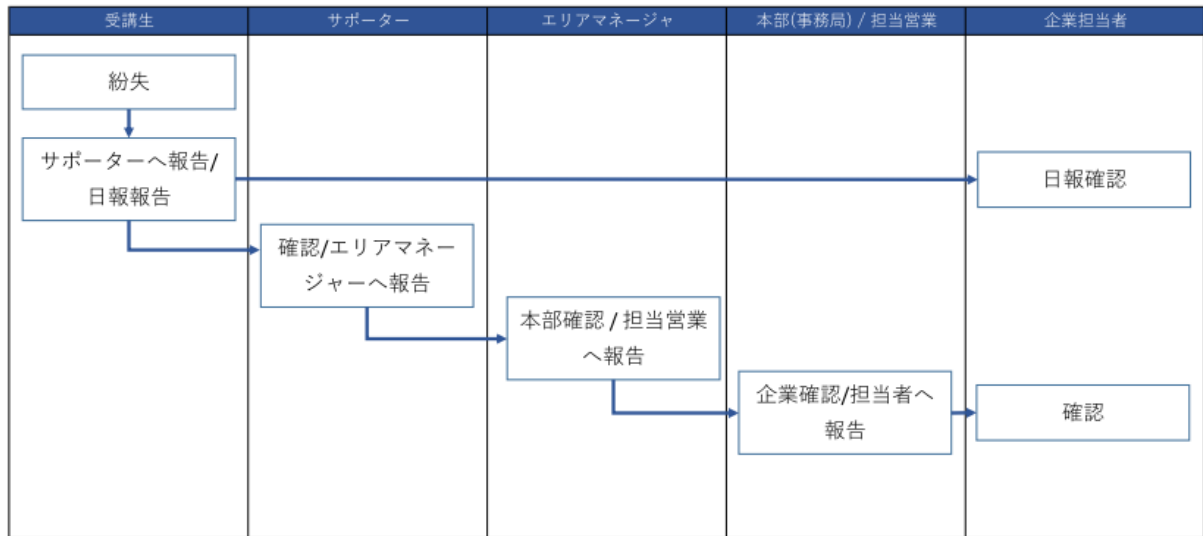 受講生
サポーター
エリアマネージャ
本部(事務局) / 担当営業
企業担当者
紛失
サポーターへ報告/
日報報告
日報確認
確認/エリアマネー
ジャーへ報告
本部確認 / 担当営業
へ報告
企業確認/担当者へ
報告
確認